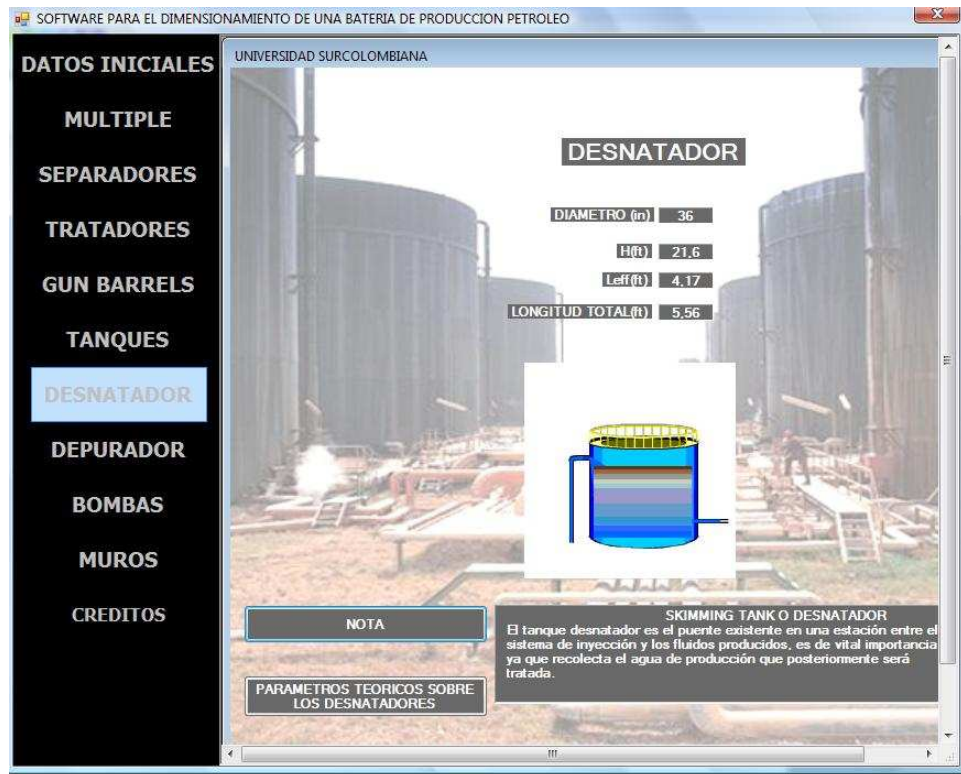 SOFTWARE PARA EL DIMENSIONAMIENTO DE UNA BATERIA DE PRODUCCION PETROLEO
DATOS INICIALES
MULTIPLE
SEPARADORES
TRATADORES
GUN BARRELS
TANQUES
DESNATADOR
DEPURADOR
BOMBAS
MUROS
CREDITOS
UNIVERSIDAD SURCOLOMBIANA
DESNATADOR
DIAMETRO (in) 36
H(ft) 21,6
Leff(ft) 4,17
LONGITUD TOTAL(ft) 5,56
NOTA
PARAMETROS TEORICOS SOBRE
LOS DESNATADORES
SKIMMING TANK O DESNATADOR
El tanque desnatador es el puente existente en una estación entre el
sistema de inyección y los fluidos producidos, es de vital importancia
ya que recolecta el agua de producción que posteriormente será
tratada.